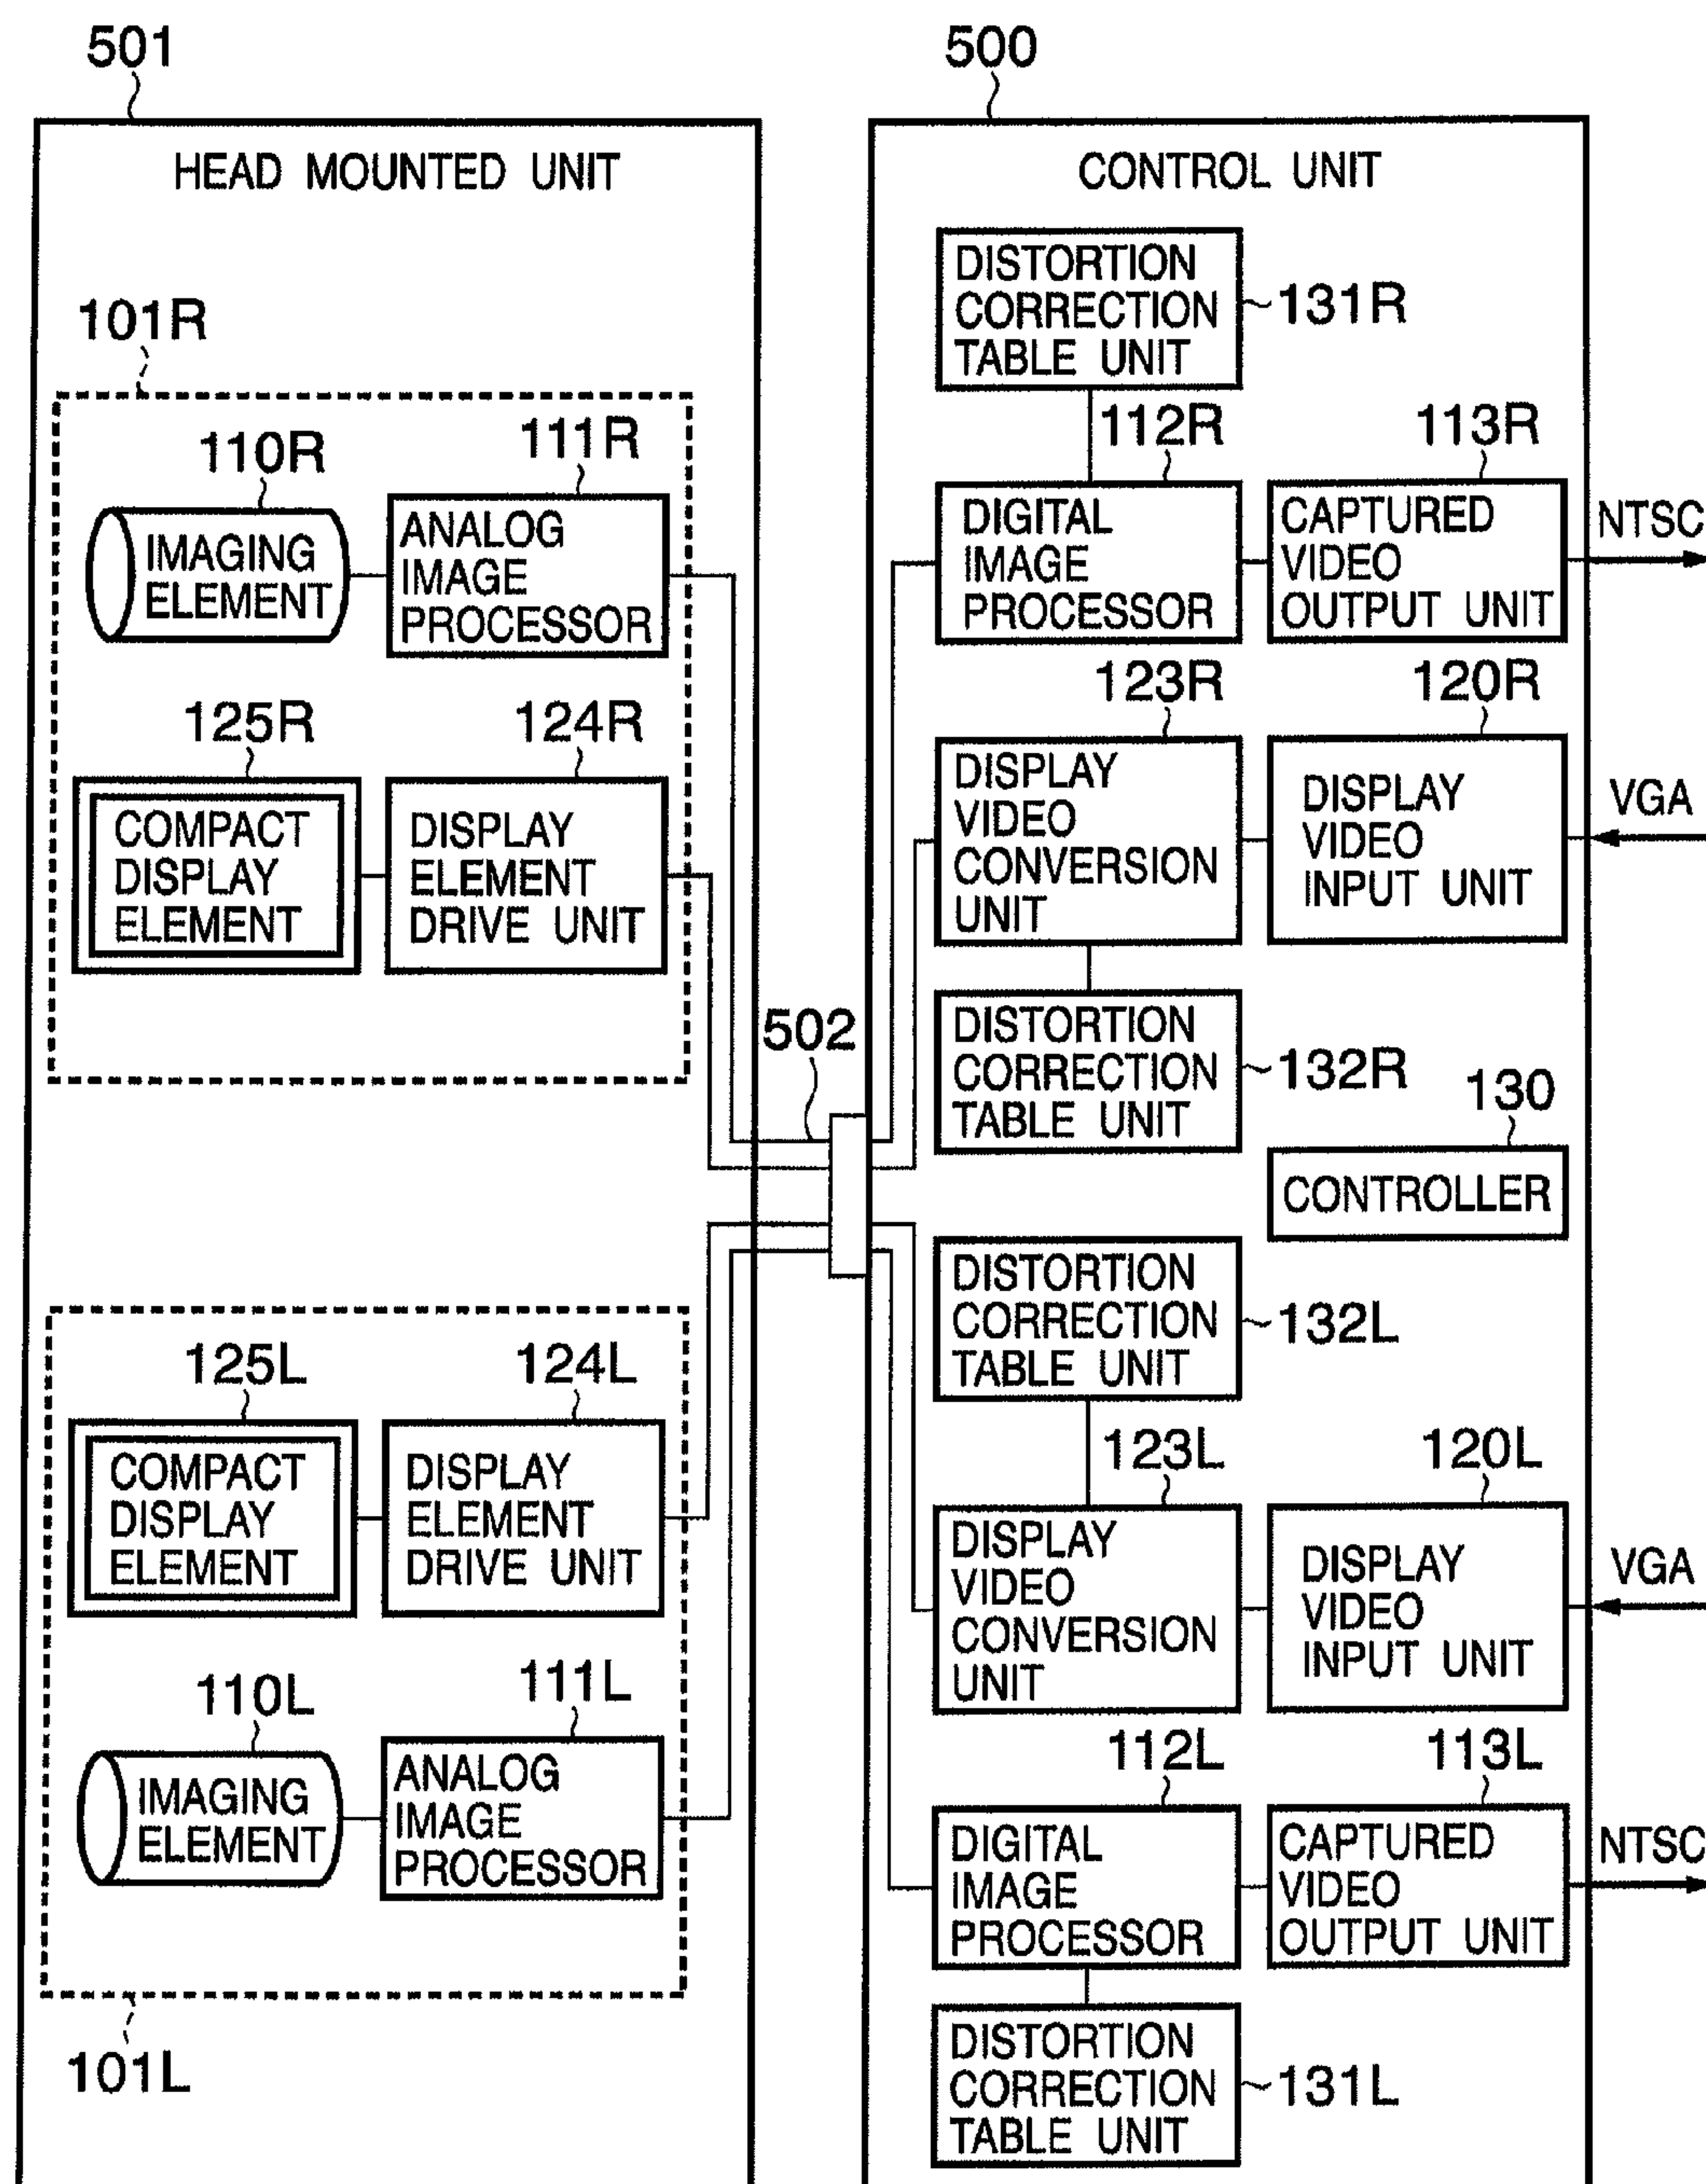 501
500
HEAD MOUNTED UNIT
CONTROL UNIT
DISTORTION
CORRECTION
TABLE UNIT
131R
101R
110R
111R
112R
113R
IMAGING
ELEMENT
ANALOG
IMAGE
PROCESSOR
DIGITAL
IMAGE
PROCESSOR
CAPTURED
VIDEO
OUTPUT UNIT
NTSC
125R
124R
123R
120R
COMPACT
DISPLAY
ELEMENT
DISPLAY
ELEMENT
DRIVE UNIT
DISPLAY
VIDEO
CONVERSION
UNIT
DISPLAY
VIDEO
INPUT UNIT
VGA
502
DISTORTION
CORRECTION
TABLE UNIT
132R
130
CONTROLLER
DISTORTION
CORRECTION
TABLE UNIT
132L
125L
124L
123L
120L
COMPACT
DISPLAY
ELEMENT
DISPLAY
ELEMENT
DRIVE UNIT
DISPLAY
VIDEO
CONVERSION
UNIT
DISPLAY
VIDEO
INPUT UNIT
VGA
110L
111L
112L
113L
IMAGING
ELEMENT
ANALOG
IMAGE
PROCESSOR
DIGITAL
IMAGE
PROCESSOR
CAPTURED
VIDEO
OUTPUT UNIT
NTSC
101L
DISTORTION
CORRECTION
TABLE UNIT
131L